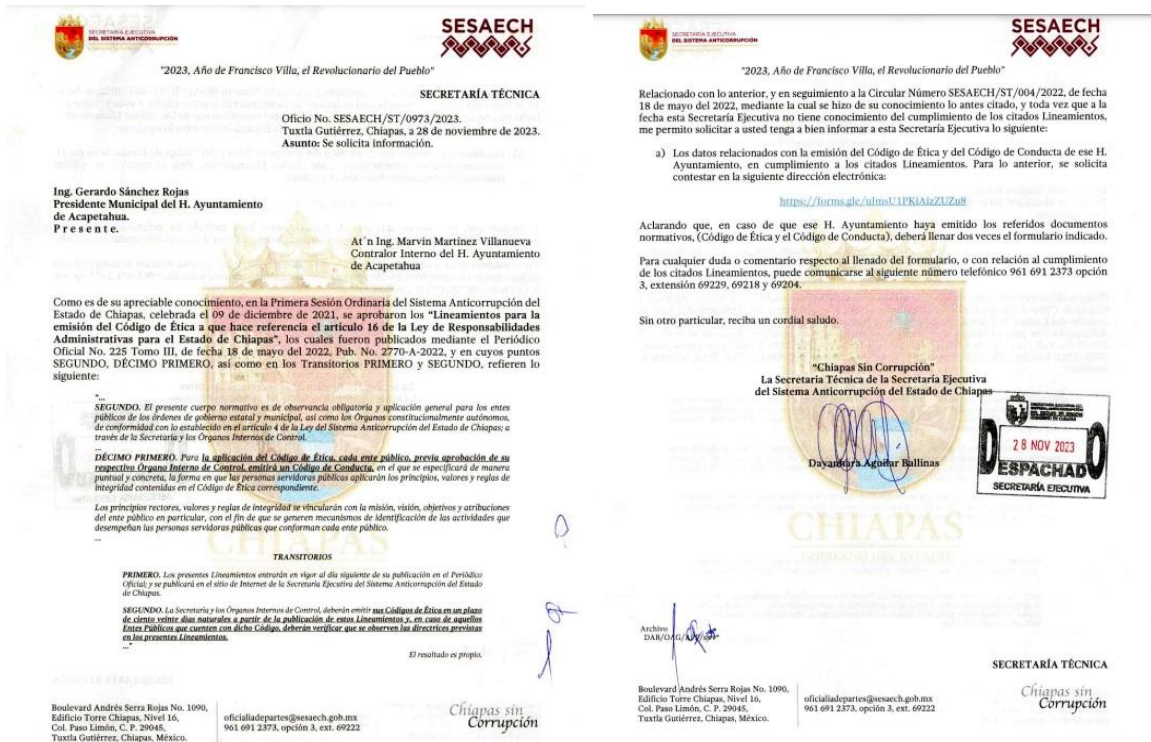 SECRETARÍA EJECUTIVA
DEL SISTEMA ANTICORRUPCIÓN
SESAECH
"2023, Año de Francisco Villa, el Revolucionario del Pueblo"
SECRETARÍA TÉCNICA
Oficio No. SESAECH/ST/0973/2023.
Tuxtla Gutiérrez, Chiapas, a 28 de noviembre de 2023.
Asunto: Se solicita información.
Ing. Gerardo Sánchez Rojas
Presidente Municipal del H. Ayuntamiento
de Acapetahua.
P r e s e n t e.
At´n Ing. Marvin Martínez Villanueva
Contralor Interno del H. Ayuntamiento
de Acapetahua
Como es de su apreciable conocimiento, en la Primera Sesión Ordinaria del Sistema Anticorrupción del
Estado de Chiapas, celebrada el 09 de diciembre de 2021, se aprobaron los "Lineamientos para la
emisión del Código de Ética a que hace referencia el artículo 16 de la Ley de Responsabilidades
Administrativas para el Estado de Chiapas", los cuales fueron publicados mediante el Periódico
Oficial No. 225 Tomo III, de fecha 18 de mayo del 2022, Pub. No. 2770-A-2022, y en cuyos puntos
SEGUNDO, DÉCIMO PRIMERO, así como en los Transitorios PRIMERO y SEGUNDO, refieren lo
siguiente:
"...
SEGUNDO. El presente cuerpo normativo es de observancia obligatoria y aplicación general para los entes
públicos de los órdenes de gobierno estatal y municipal, así como los Órganos constitucionalmente autónomos,
de conformidad con lo establecido en el artículo 4 de la Ley del Sistema Anticorrupción del Estado de Chiapas; a
través de la Secretaría y los Órganos Internos de Control.
...
DÉCIMO PRIMERO. Para la aplicación del Código de Ética, cada ente público, previa aprobación de su
respectivo Órgano Interno de Control, emitirá un Código de Conducta, en el que se especificará de manera
puntual y concreta, la forma en que las personas servidoras públicas aplicarán los principios, valores y reglas de
integridad contenidas en el Código de Ética correspondiente.
Los principios rectores, valores y reglas de integridad se vincularán con la misión, visión, objetivos y atribuciones
del ente público en particular, con el fin de que se generen mecanismos de identificación de las actividades que
desempeñan las personas servidoras públicas que conforman cada ente público.
...
CHIAPAS
TRANSITORIOS
PRIMERO. Los presentes Lineamientos entrarán en vigor al día siguiente de su publicación en el Periódico
Oficial; y se publicará en el sitio de Internet de la Secretaría Ejecutiva del Sistema Anticorrupción del Estado
de Chiapas.
SEGUNDO. La Secretaría y los Órganos Internos de Control, deberán emitir sus Códigos de Ética en un plazo
de ciento veinte días naturales a partir de la publicación de estos Lineamientos y, en caso de aquellos
Entes Públicos que cuenten con dicho Código, deberán verificar que se observen las directrices previstas
en los presentes Lineamientos.
..."
El resaltado es propio.
Boulevard Andrés Serra Rojas No. 1090,
Edificio Torre Chiapas, Nivel 16,
Col. Paso Limón, C. P. 29045,
Tuxtla Gutiérrez, Chiapas, México.
oficialiadepartes@sesaech.gob.mx
961 691 2373, opción 3, ext. 69222
Chiapas sin
Corrupción
SECRETARÍA EJECUTIVA
DEL SISTEMA ANTICORRUPCIÓN
SESAECH
"2023, Año de Francisco Villa, el Revolucionario del Pueblo"
Relacionado con lo anterior, y en seguimiento a la Circular Número SESAECH/ST/004/2022, de fecha
18 de mayo del 2022, mediante la cual se hizo de su conocimiento lo antes citado, y toda vez que a la
fecha esta Secretaría Ejecutiva no tiene conocimiento del cumplimiento de los citados Lineamientos,
me permito solicitar a usted tenga a bien informar a esta Secretaría Ejecutiva lo siguiente:
a) Los datos relacionados con la emisión del Código de Ética y del Código de Conducta de ese H.
Ayuntamiento, en cumplimiento a los citados Lineamientos. Para lo anterior, se solicita
contestar en la siguiente dirección electrónica:
https://forms.gle/uJmsU1PKiAizZUZu8
Aclarando que, en caso de que ese H. Ayuntamiento haya emitido los referidos documentos
normativos, (Código de Ética y el Código de Conducta), deberá llenar dos veces el formulario indicado.
Para cualquier duda o comentario respecto al llenado del formulario, o con relación al cumplimiento
de los citados Lineamientos, puede comunicarse al siguiente número telefónico 961 691 2373 opción
3, extensión 69229, 69218 y 69204.
Sin otro particular, reciba un cordial saludo.
"Chiapas Sin Corrupción"
La Secretaria Técnica de la Secretaría Ejecutiva
del Sistema Anticorrupción del Estado de Chiapas
Dayanhara Aguilar Ballinas
28 NOV 2023
DESPACHADO
SECRETARÍA EJECUTIVA
CHIAPAS
GOBIERNO DEL ESTADO
Archivo
DAB/OAG/
SECRETARÍA TÉCNICA
Boulevard Andrés Serra Rojas No. 1090,
Edificio Torre Chiapas, Nivel 16,
Col. Paso Limón, C. P. 29045,
Tuxtla Gutiérrez, Chiapas, México.
oficialiadepartes@sesaech.gob.mx
961 691 2373, opción 3, ext. 69222
Chiapas sin
Corrupción